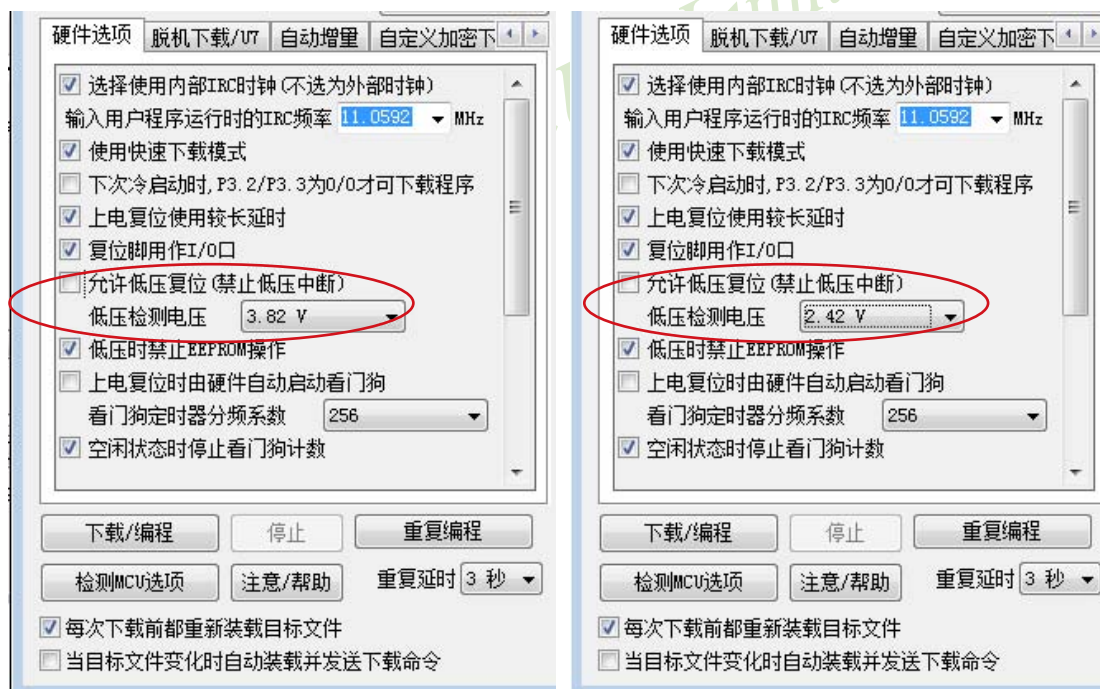 硬件选项 脱机下载/U7 自动增量 自定义加密下
选择使用内部IRC时钟(不选为外部时钟)
输入用户程序运行时的IRC频率 11.0592 MHz
使用快速下载模式
下次冷启动时,P3.2/P3.3为0/0才可下载程序
上电复位使用较长延时
复位脚用作I/O口
允许低压复位(禁止低压中断)
低压检测电压 3.82 V
低压时禁止EEPROM操作
上电复位时由硬件自动启动看门狗
看门狗定时器分频系数 256
空闲状态时停止看门狗计数
下载/编程 停止 重复编程
检测MCU选项 注意/帮助 重复延时 3 秒
每次下载前都重新装载目标文件
当目标文件变化时自动装载并发送下载命令
硬件选项 脱机下载/U7 自动增量 自定义加密下
选择使用内部IRC时钟(不选为外部时钟)
输入用户程序运行时的IRC频率 11.0592 MHz
使用快速下载模式
下次冷启动时,P3.2/P3.3为0/0才可下载程序
上电复位使用较长延时
复位脚用作I/O口
允许低压复位(禁止低压中断)
低压检测电压 2.42 V
低压时禁止EEPROM操作
上电复位时由硬件自动启动看门狗
看门狗定时器分频系数 256
空闲状态时停止看门狗计数
下载/编程 停止 重复编程
检测MCU选项 注意/帮助 重复延时 3 秒
每次下载前都重新装载目标文件
当目标文件变化时自动装载并发送下载命令